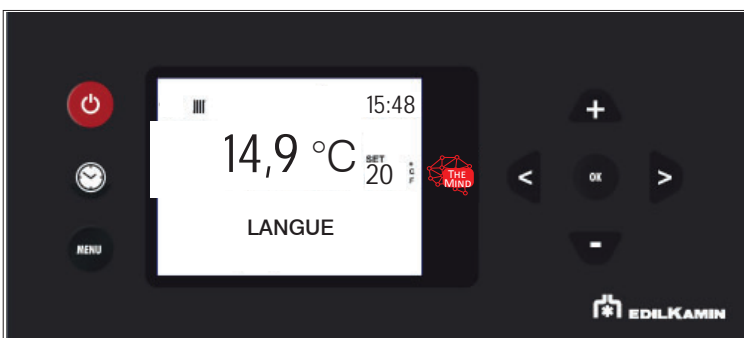 15:48
14,9 °C
SET
20
°C
F
THE
MIND
LANGUE
MENU
+
<
OK
>
-
EDILKAMIN